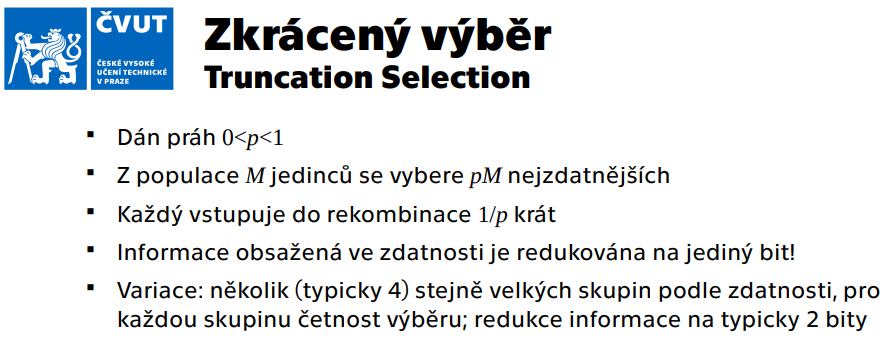 ČVUT
ČESKÉ VYSOKÉ
UČENÍ TECHNICKÉ
V PRAZE
Zkrácený výběr
Truncation Selection
▪ Dán práh 0<p<1
▪ Z populace M jedinců se vybere pM nejzdatnějších
▪ Každý vstupuje do rekombinace 1/p krát
▪ Informace obsažená ve zdatnosti je redukována na jediný bit!
▪ Variace: několik (typicky 4) stejně velkých skupin podle zdatnosti, pro
každou skupinu četnost výběru; redukce informace na typicky 2 bity